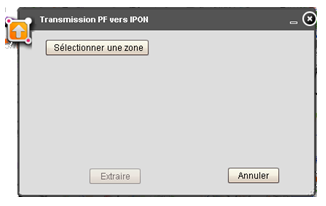 Transmission PF vers IPON
Sélectionner une zone
Extraire
Annuler